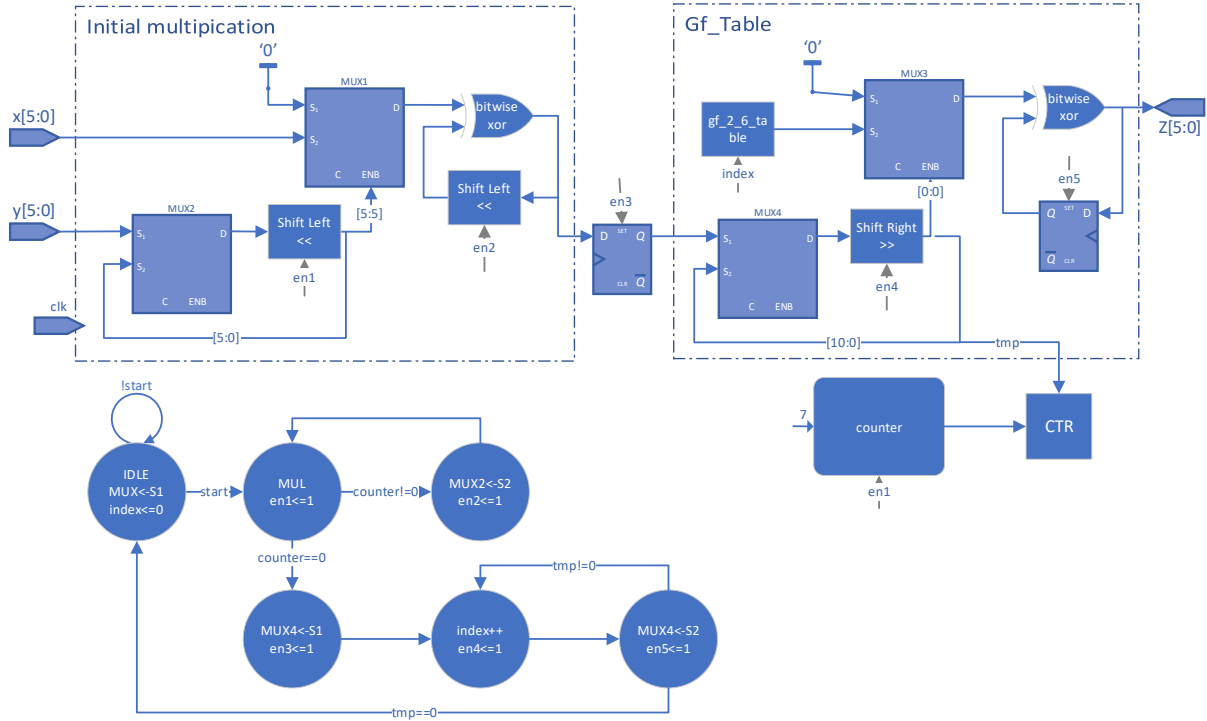 Initial multipication
Gf_Table
‘0’
MUX1
S1
D
S2
C ENB
x[5:0]
bitwise
xor
‘0’
MUX3
S1
D
S2
C ENB
[0:0]
gf_2_6_ta
ble
index
bitwise
xor
Z[5:0]
y[5:0]
MUX2
S1
D
S2
C ENB
Shift Left
<<
en1
[5:5]
[5:0]
clk
Shift Left
<<
en2
en3
D SET Q
CLR Q
MUX4
S1
D
S2
C ENB
Shift Right
>>
en4
[10:0]
tmp
en5
Q SET D
Q CLR
7
counter
en1
CTR
!start
IDLE
MUX<-S1
index<=0
start
MUL
en1<=1
counter!=0
MUX2<-S2
en2<=1
counter==0
MUX4<-S1
en3<=1
index++
en4<=1
tmp!=0
MUX4<-S2
en5<=1
tmp==0